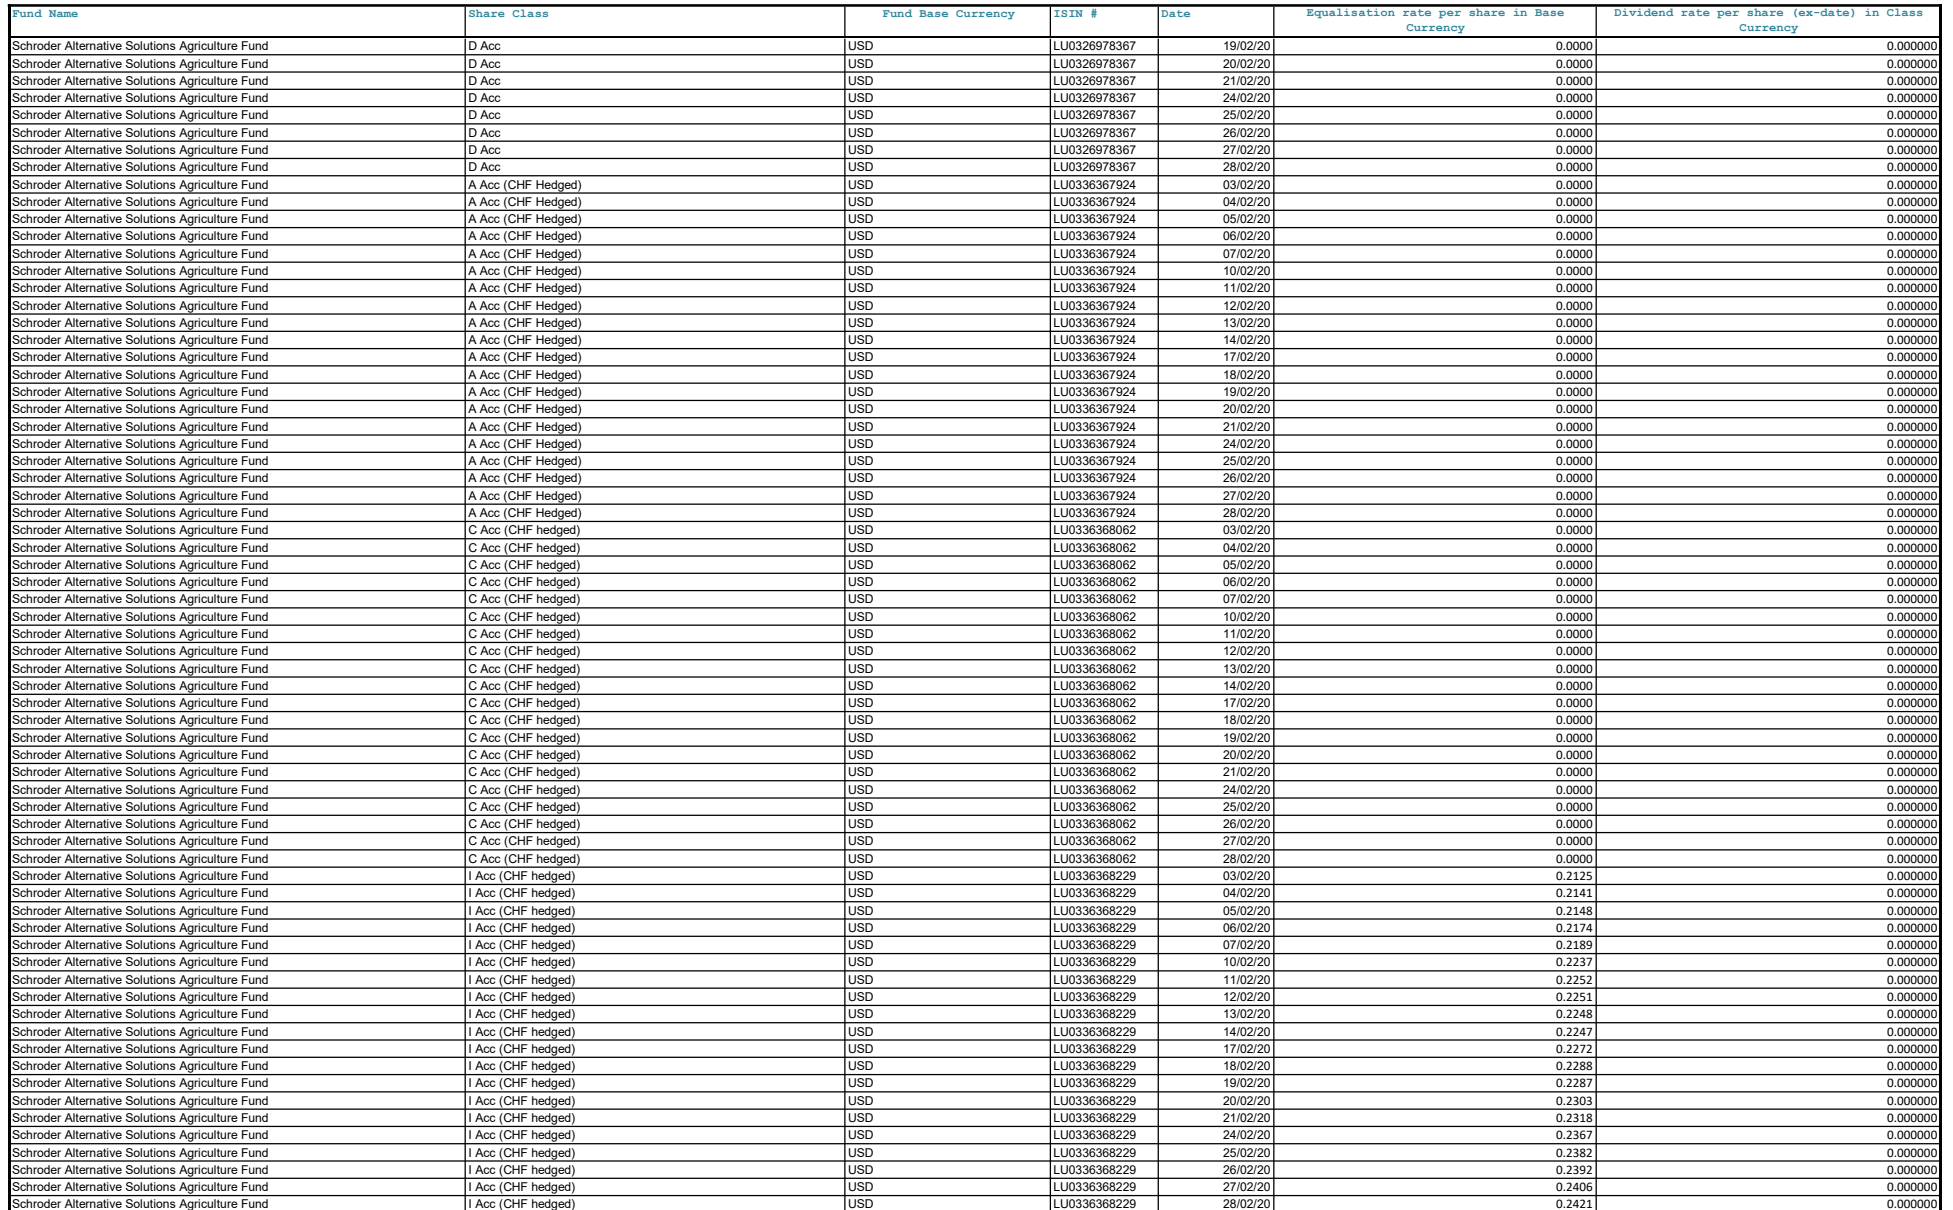 Fund Name Share Class Fund Base Currency ISIN # Date Equalisation rate per share in Base Currency Dividend rate per share (ex-date) in Class Currency
Schroder Alternative Solutions Agriculture Fund D Acc USD LU0326978367 19/02/20 0.0000 0.000000
Schroder Alternative Solutions Agriculture Fund D Acc USD LU0326978367 20/02/20 0.0000 0.000000
Schroder Alternative Solutions Agriculture Fund D Acc USD LU0326978367 21/02/20 0.0000 0.000000
Schroder Alternative Solutions Agriculture Fund D Acc USD LU0326978367 24/02/20 0.0000 0.000000
Schroder Alternative Solutions Agriculture Fund D Acc USD LU0326978367 25/02/20 0.0000 0.000000
Schroder Alternative Solutions Agriculture Fund D Acc USD LU0326978367 26/02/20 0.0000 0.000000
Schroder Alternative Solutions Agriculture Fund D Acc USD LU0326978367 27/02/20 0.0000 0.000000
Schroder Alternative Solutions Agriculture Fund D Acc USD LU0326978367 28/02/20 0.0000 0.000000
Schroder Alternative Solutions Agriculture Fund A Acc (CHF Hedged) USD LU0336367924 03/02/20 0.0000 0.000000
Schroder Alternative Solutions Agriculture Fund A Acc (CHF Hedged) USD LU0336367924 04/02/20 0.0000 0.000000
Schroder Alternative Solutions Agriculture Fund A Acc (CHF Hedged) USD LU0336367924 05/02/20 0.0000 0.000000
Schroder Alternative Solutions Agriculture Fund A Acc (CHF Hedged) USD LU0336367924 06/02/20 0.0000 0.000000
Schroder Alternative Solutions Agriculture Fund A Acc (CHF Hedged) USD LU0336367924 07/02/20 0.0000 0.000000
Schroder Alternative Solutions Agriculture Fund A Acc (CHF Hedged) USD LU0336367924 10/02/20 0.0000 0.000000
Schroder Alternative Solutions Agriculture Fund A Acc (CHF Hedged) USD LU0336367924 11/02/20 0.0000 0.000000
Schroder Alternative Solutions Agriculture Fund A Acc (CHF Hedged) USD LU0336367924 12/02/20 0.0000 0.000000
Schroder Alternative Solutions Agriculture Fund A Acc (CHF Hedged) USD LU0336367924 13/02/20 0.0000 0.000000
Schroder Alternative Solutions Agriculture Fund A Acc (CHF Hedged) USD LU0336367924 14/02/20 0.0000 0.000000
Schroder Alternative Solutions Agriculture Fund A Acc (CHF Hedged) USD LU0336367924 17/02/20 0.0000 0.000000
Schroder Alternative Solutions Agriculture Fund A Acc (CHF Hedged) USD LU0336367924 18/02/20 0.0000 0.000000
Schroder Alternative Solutions Agriculture Fund A Acc (CHF Hedged) USD LU0336367924 19/02/20 0.0000 0.000000
Schroder Alternative Solutions Agriculture Fund A Acc (CHF Hedged) USD LU0336367924 20/02/20 0.0000 0.000000
Schroder Alternative Solutions Agriculture Fund A Acc (CHF Hedged) USD LU0336367924 21/02/20 0.0000 0.000000
Schroder Alternative Solutions Agriculture Fund A Acc (CHF Hedged) USD LU0336367924 24/02/20 0.0000 0.000000
Schroder Alternative Solutions Agriculture Fund A Acc (CHF Hedged) USD LU0336367924 25/02/20 0.0000 0.000000
Schroder Alternative Solutions Agriculture Fund A Acc (CHF Hedged) USD LU0336367924 26/02/20 0.0000 0.000000
Schroder Alternative Solutions Agriculture Fund A Acc (CHF Hedged) USD LU0336367924 27/02/20 0.0000 0.000000
Schroder Alternative Solutions Agriculture Fund A Acc (CHF Hedged) USD LU0336367924 28/02/20 0.0000 0.000000
Schroder Alternative Solutions Agriculture Fund C Acc (CHF hedged) USD LU0336368062 03/02/20 0.0000 0.000000
Schroder Alternative Solutions Agriculture Fund C Acc (CHF hedged) USD LU0336368062 04/02/20 0.0000 0.000000
Schroder Alternative Solutions Agriculture Fund C Acc (CHF hedged) USD LU0336368062 05/02/20 0.0000 0.000000
Schroder Alternative Solutions Agriculture Fund C Acc (CHF hedged) USD LU0336368062 06/02/20 0.0000 0.000000
Schroder Alternative Solutions Agriculture Fund C Acc (CHF hedged) USD LU0336368062 07/02/20 0.0000 0.000000
Schroder Alternative Solutions Agriculture Fund C Acc (CHF hedged) USD LU0336368062 10/02/20 0.0000 0.000000
Schroder Alternative Solutions Agriculture Fund C Acc (CHF hedged) USD LU0336368062 11/02/20 0.0000 0.000000
Schroder Alternative Solutions Agriculture Fund C Acc (CHF hedged) USD LU0336368062 12/02/20 0.0000 0.000000
Schroder Alternative Solutions Agriculture Fund C Acc (CHF hedged) USD LU0336368062 13/02/20 0.0000 0.000000
Schroder Alternative Solutions Agriculture Fund C Acc (CHF hedged) USD LU0336368062 14/02/20 0.0000 0.000000
Schroder Alternative Solutions Agriculture Fund C Acc (CHF hedged) USD LU0336368062 17/02/20 0.0000 0.000000
Schroder Alternative Solutions Agriculture Fund C Acc (CHF hedged) USD LU0336368062 18/02/20 0.0000 0.000000
Schroder Alternative Solutions Agriculture Fund C Acc (CHF hedged) USD LU0336368062 19/02/20 0.0000 0.000000
Schroder Alternative Solutions Agriculture Fund C Acc (CHF hedged) USD LU0336368062 20/02/20 0.0000 0.000000
Schroder Alternative Solutions Agriculture Fund C Acc (CHF hedged) USD LU0336368062 21/02/20 0.0000 0.000000
Schroder Alternative Solutions Agriculture Fund C Acc (CHF hedged) USD LU0336368062 24/02/20 0.0000 0.000000
Schroder Alternative Solutions Agriculture Fund C Acc (CHF hedged) USD LU0336368062 25/02/20 0.0000 0.000000
Schroder Alternative Solutions Agriculture Fund C Acc (CHF hedged) USD LU0336368062 26/02/20 0.0000 0.000000
Schroder Alternative Solutions Agriculture Fund C Acc (CHF hedged) USD LU0336368062 27/02/20 0.0000 0.000000
Schroder Alternative Solutions Agriculture Fund C Acc (CHF hedged) USD LU0336368062 28/02/20 0.0000 0.000000
Schroder Alternative Solutions Agriculture Fund I Acc (CHF hedged) USD LU0336368229 03/02/20 0.2125 0.000000
Schroder Alternative Solutions Agriculture Fund I Acc (CHF hedged) USD LU0336368229 04/02/20 0.2141 0.000000
Schroder Alternative Solutions Agriculture Fund I Acc (CHF hedged) USD LU0336368229 05/02/20 0.2148 0.000000
Schroder Alternative Solutions Agriculture Fund I Acc (CHF hedged) USD LU0336368229 06/02/20 0.2174 0.000000
Schroder Alternative Solutions Agriculture Fund I Acc (CHF hedged) USD LU0336368229 07/02/20 0.2189 0.000000
Schroder Alternative Solutions Agriculture Fund I Acc (CHF hedged) USD LU0336368229 10/02/20 0.2237 0.000000
Schroder Alternative Solutions Agriculture Fund I Acc (CHF hedged) USD LU0336368229 11/02/20 0.2252 0.000000
Schroder Alternative Solutions Agriculture Fund I Acc (CHF hedged) USD LU0336368229 12/02/20 0.2251 0.000000
Schroder Alternative Solutions Agriculture Fund I Acc (CHF hedged) USD LU0336368229 13/02/20 0.2248 0.000000
Schroder Alternative Solutions Agriculture Fund I Acc (CHF hedged) USD LU0336368229 14/02/20 0.2247 0.000000
Schroder Alternative Solutions Agriculture Fund I Acc (CHF hedged) USD LU0336368229 17/02/20 0.2272 0.000000
Schroder Alternative Solutions Agriculture Fund I Acc (CHF hedged) USD LU0336368229 18/02/20 0.2288 0.000000
Schroder Alternative Solutions Agriculture Fund I Acc (CHF hedged) USD LU0336368229 19/02/20 0.2287 0.000000
Schroder Alternative Solutions Agriculture Fund I Acc (CHF hedged) USD LU0336368229 20/02/20 0.2303 0.000000
Schroder Alternative Solutions Agriculture Fund I Acc (CHF hedged) USD LU0336368229 21/02/20 0.2318 0.000000
Schroder Alternative Solutions Agriculture Fund I Acc (CHF hedged) USD LU0336368229 24/02/20 0.2367 0.000000
Schroder Alternative Solutions Agriculture Fund I Acc (CHF hedged) USD LU0336368229 25/02/20 0.2382 0.000000
Schroder Alternative Solutions Agriculture Fund I Acc (CHF hedged) USD LU0336368229 26/02/20 0.2392 0.000000
Schroder Alternative Solutions Agriculture Fund I Acc (CHF hedged) USD LU0336368229 27/02/20 0.2406 0.000000
Schroder Alternative Solutions Agriculture Fund I Acc (CHF hedged) USD LU0336368229 28/02/20 0.2421 0.000000